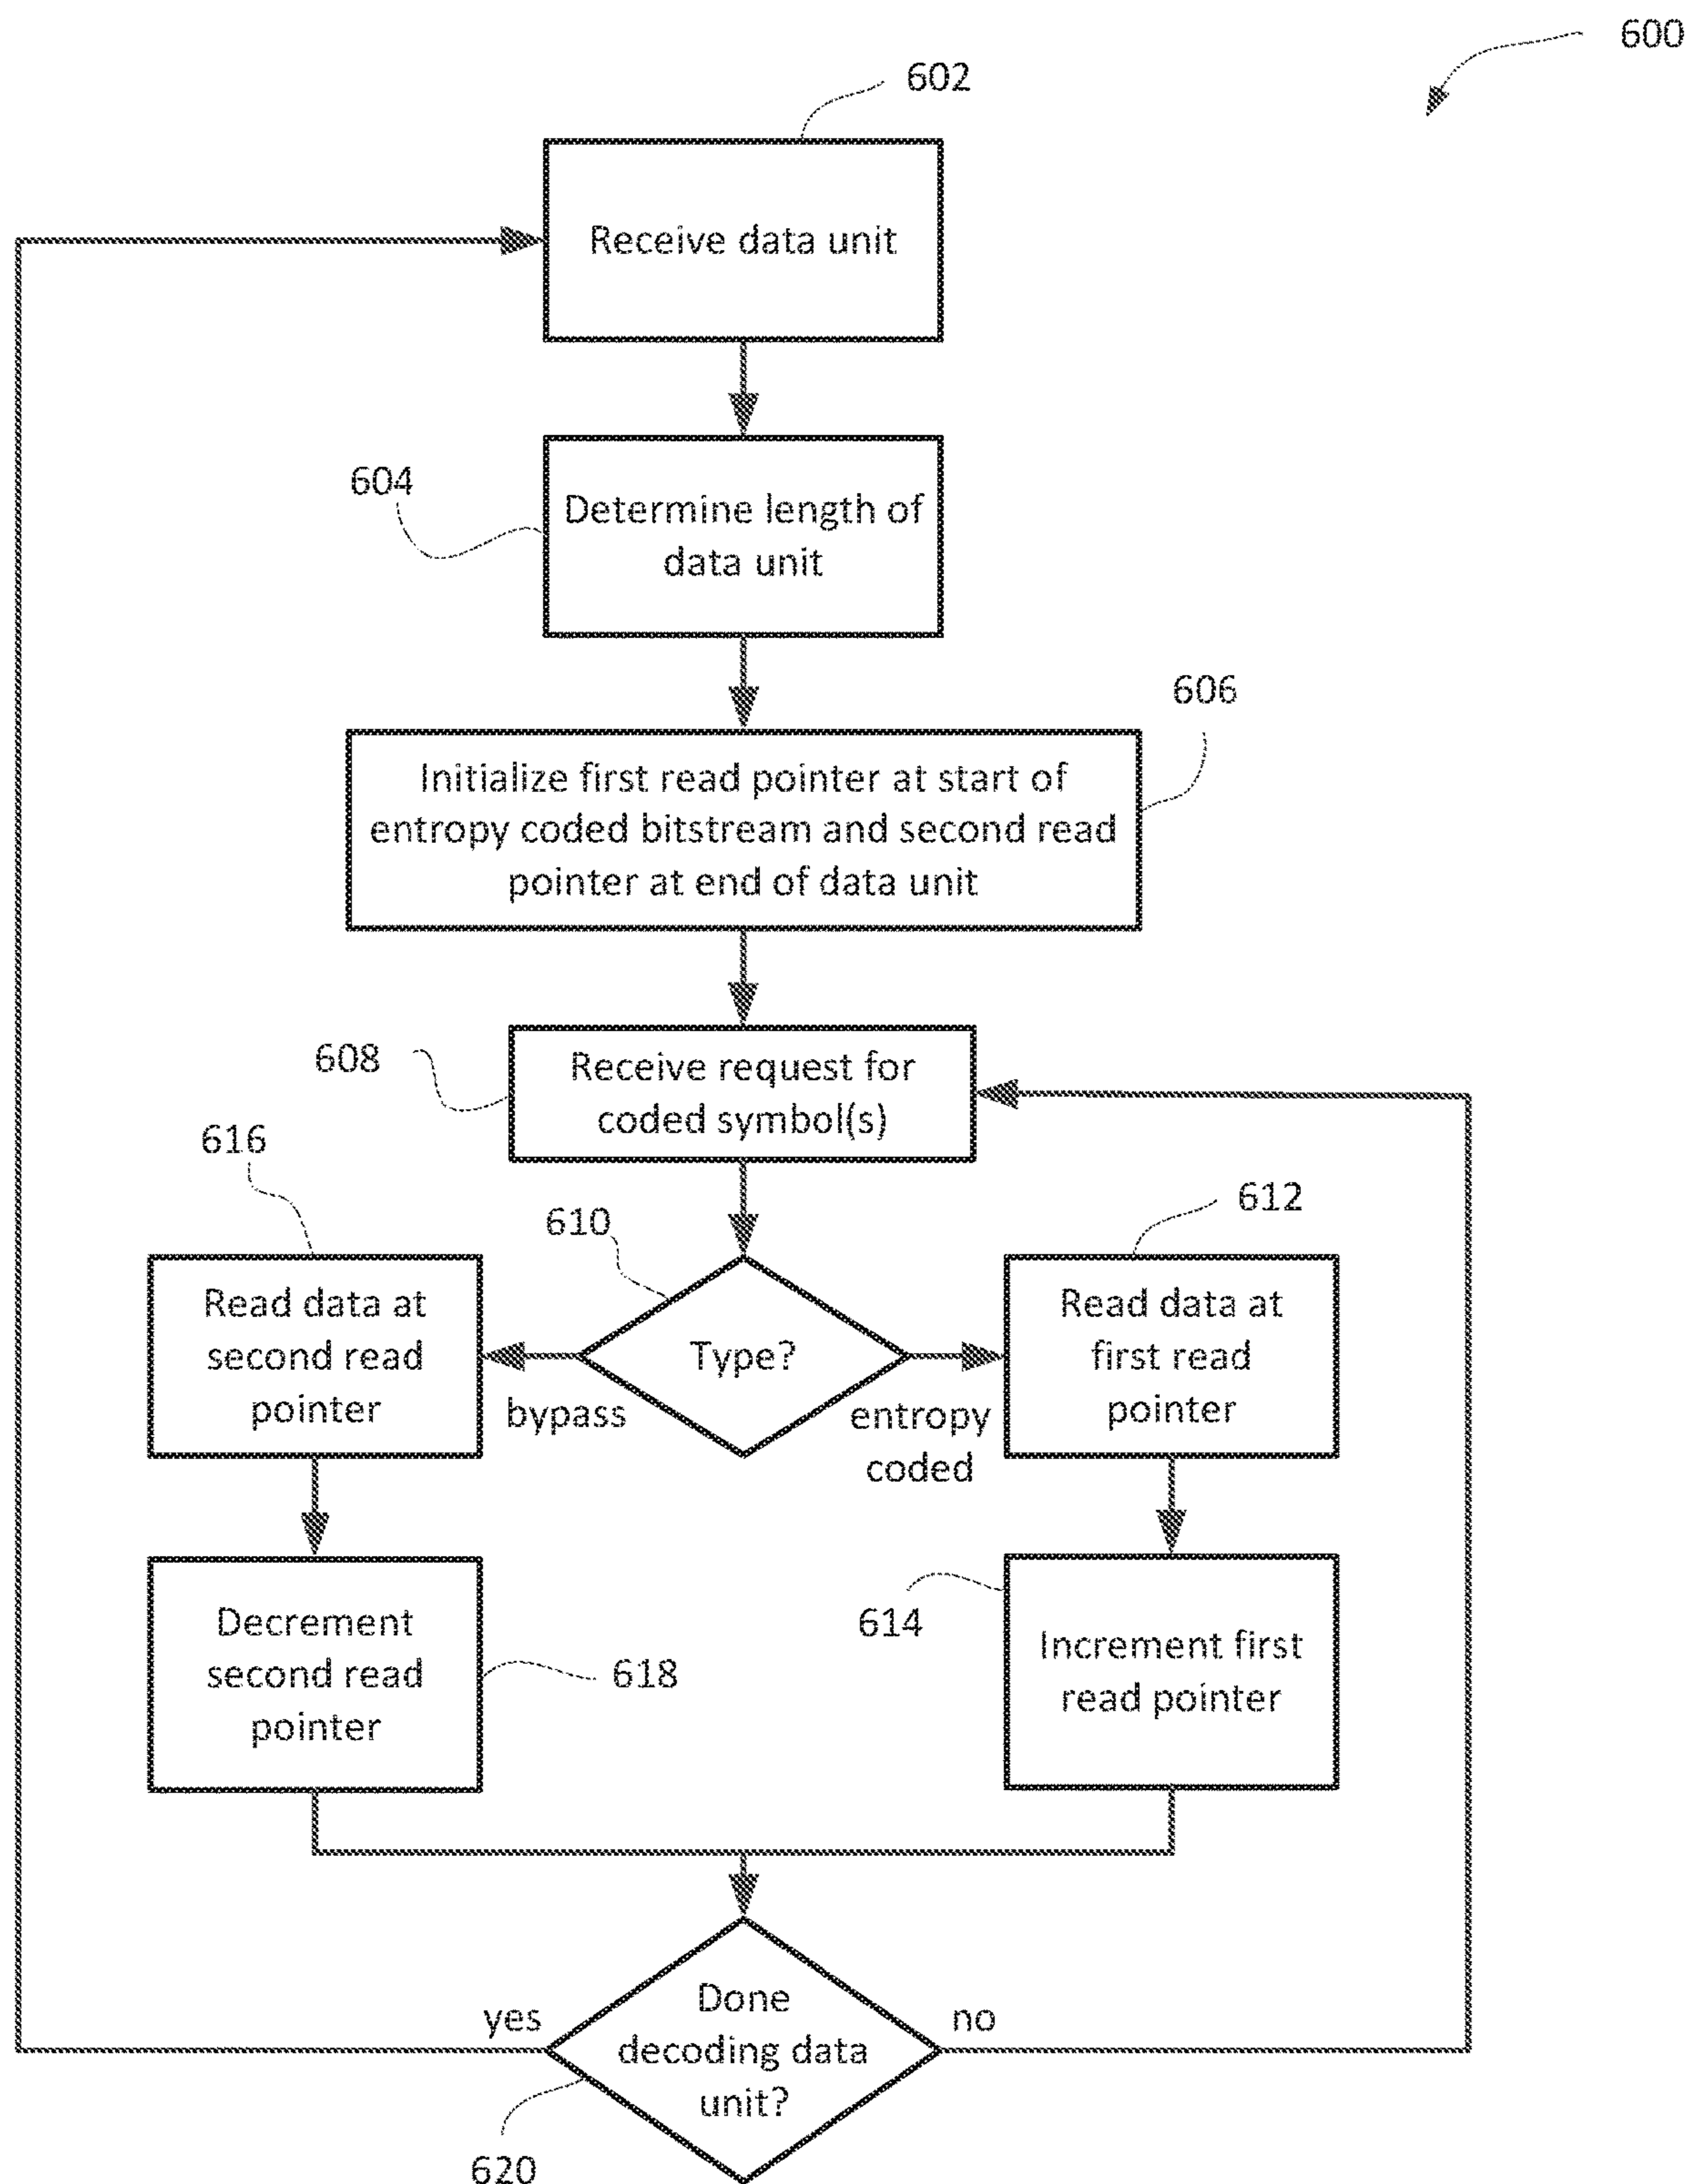 600
602
Receive data unit
604
Determine length of
data unit
606
Initialize first read pointer at start of
entropy coded bitstream and second read
pointer at end of data unit
608
Receive request for
coded symbol(s)
616
610
612
Read data at
second read
pointer
bypass
Type?
entropy
coded
Read data at
first read
pointer
Decrement
second read
pointer
618
614
Increment first
read pointer
yes
Done
decoding data
unit?
no
620